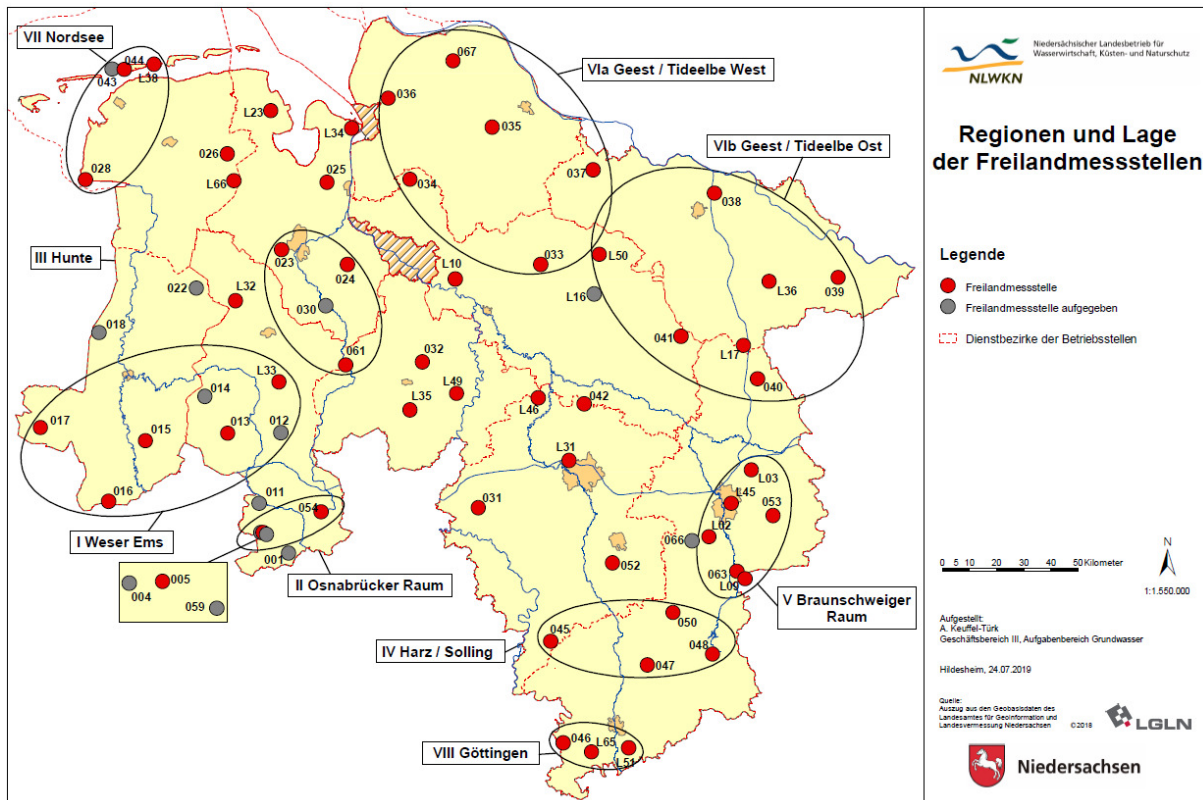 VII Nordsee
044
043
L38
067
VIa Geest / Tideelbe West
036
L23
L34
035
VIb Geest / Tideelbe Ost
026
028
L66
025
034
037
038
III Hunte
023
024
033
L50
L10
022
L32
L16
L36
039
030
018
041
061
032
L17
L33
014
L35
L49
040
L46
042
017
015
013
012
L31
016
011
054
031
L03
L45
053
I Weser Ems
L02
066
001
II Osnabrücker Raum
052
063
L09
005
004
059
V Braunschweiger
Raum
050
045
IV Harz / Solling
048
047
046
L65
L51
VIII Göttingen
NLWKN
Niedersächsischer Landesbetrieb für
Wasserwirtschaft, Küsten- und Naturschutz
Regionen und Lage
der Freilandmessstellen
Legende
Freilandmessstelle
Freilandmessstelle aufgegeben
Dienstbezirke der Betriebsstellen
N
0 5 10 20 30 40 50 Kilometer
1:1.550.000
Aufgestellt:
A. Keuffel-Türk
Geschäftsbereich III, Aufgabenbereich Grundwasser
Hildesheim, 24.07.2019
Quelle:
Auszug aus den Geobasisdaten des
Landesamtes für Geoinformation und
Landesvermessung Niedersachsen ©2018
LGLN
Niedersachsen